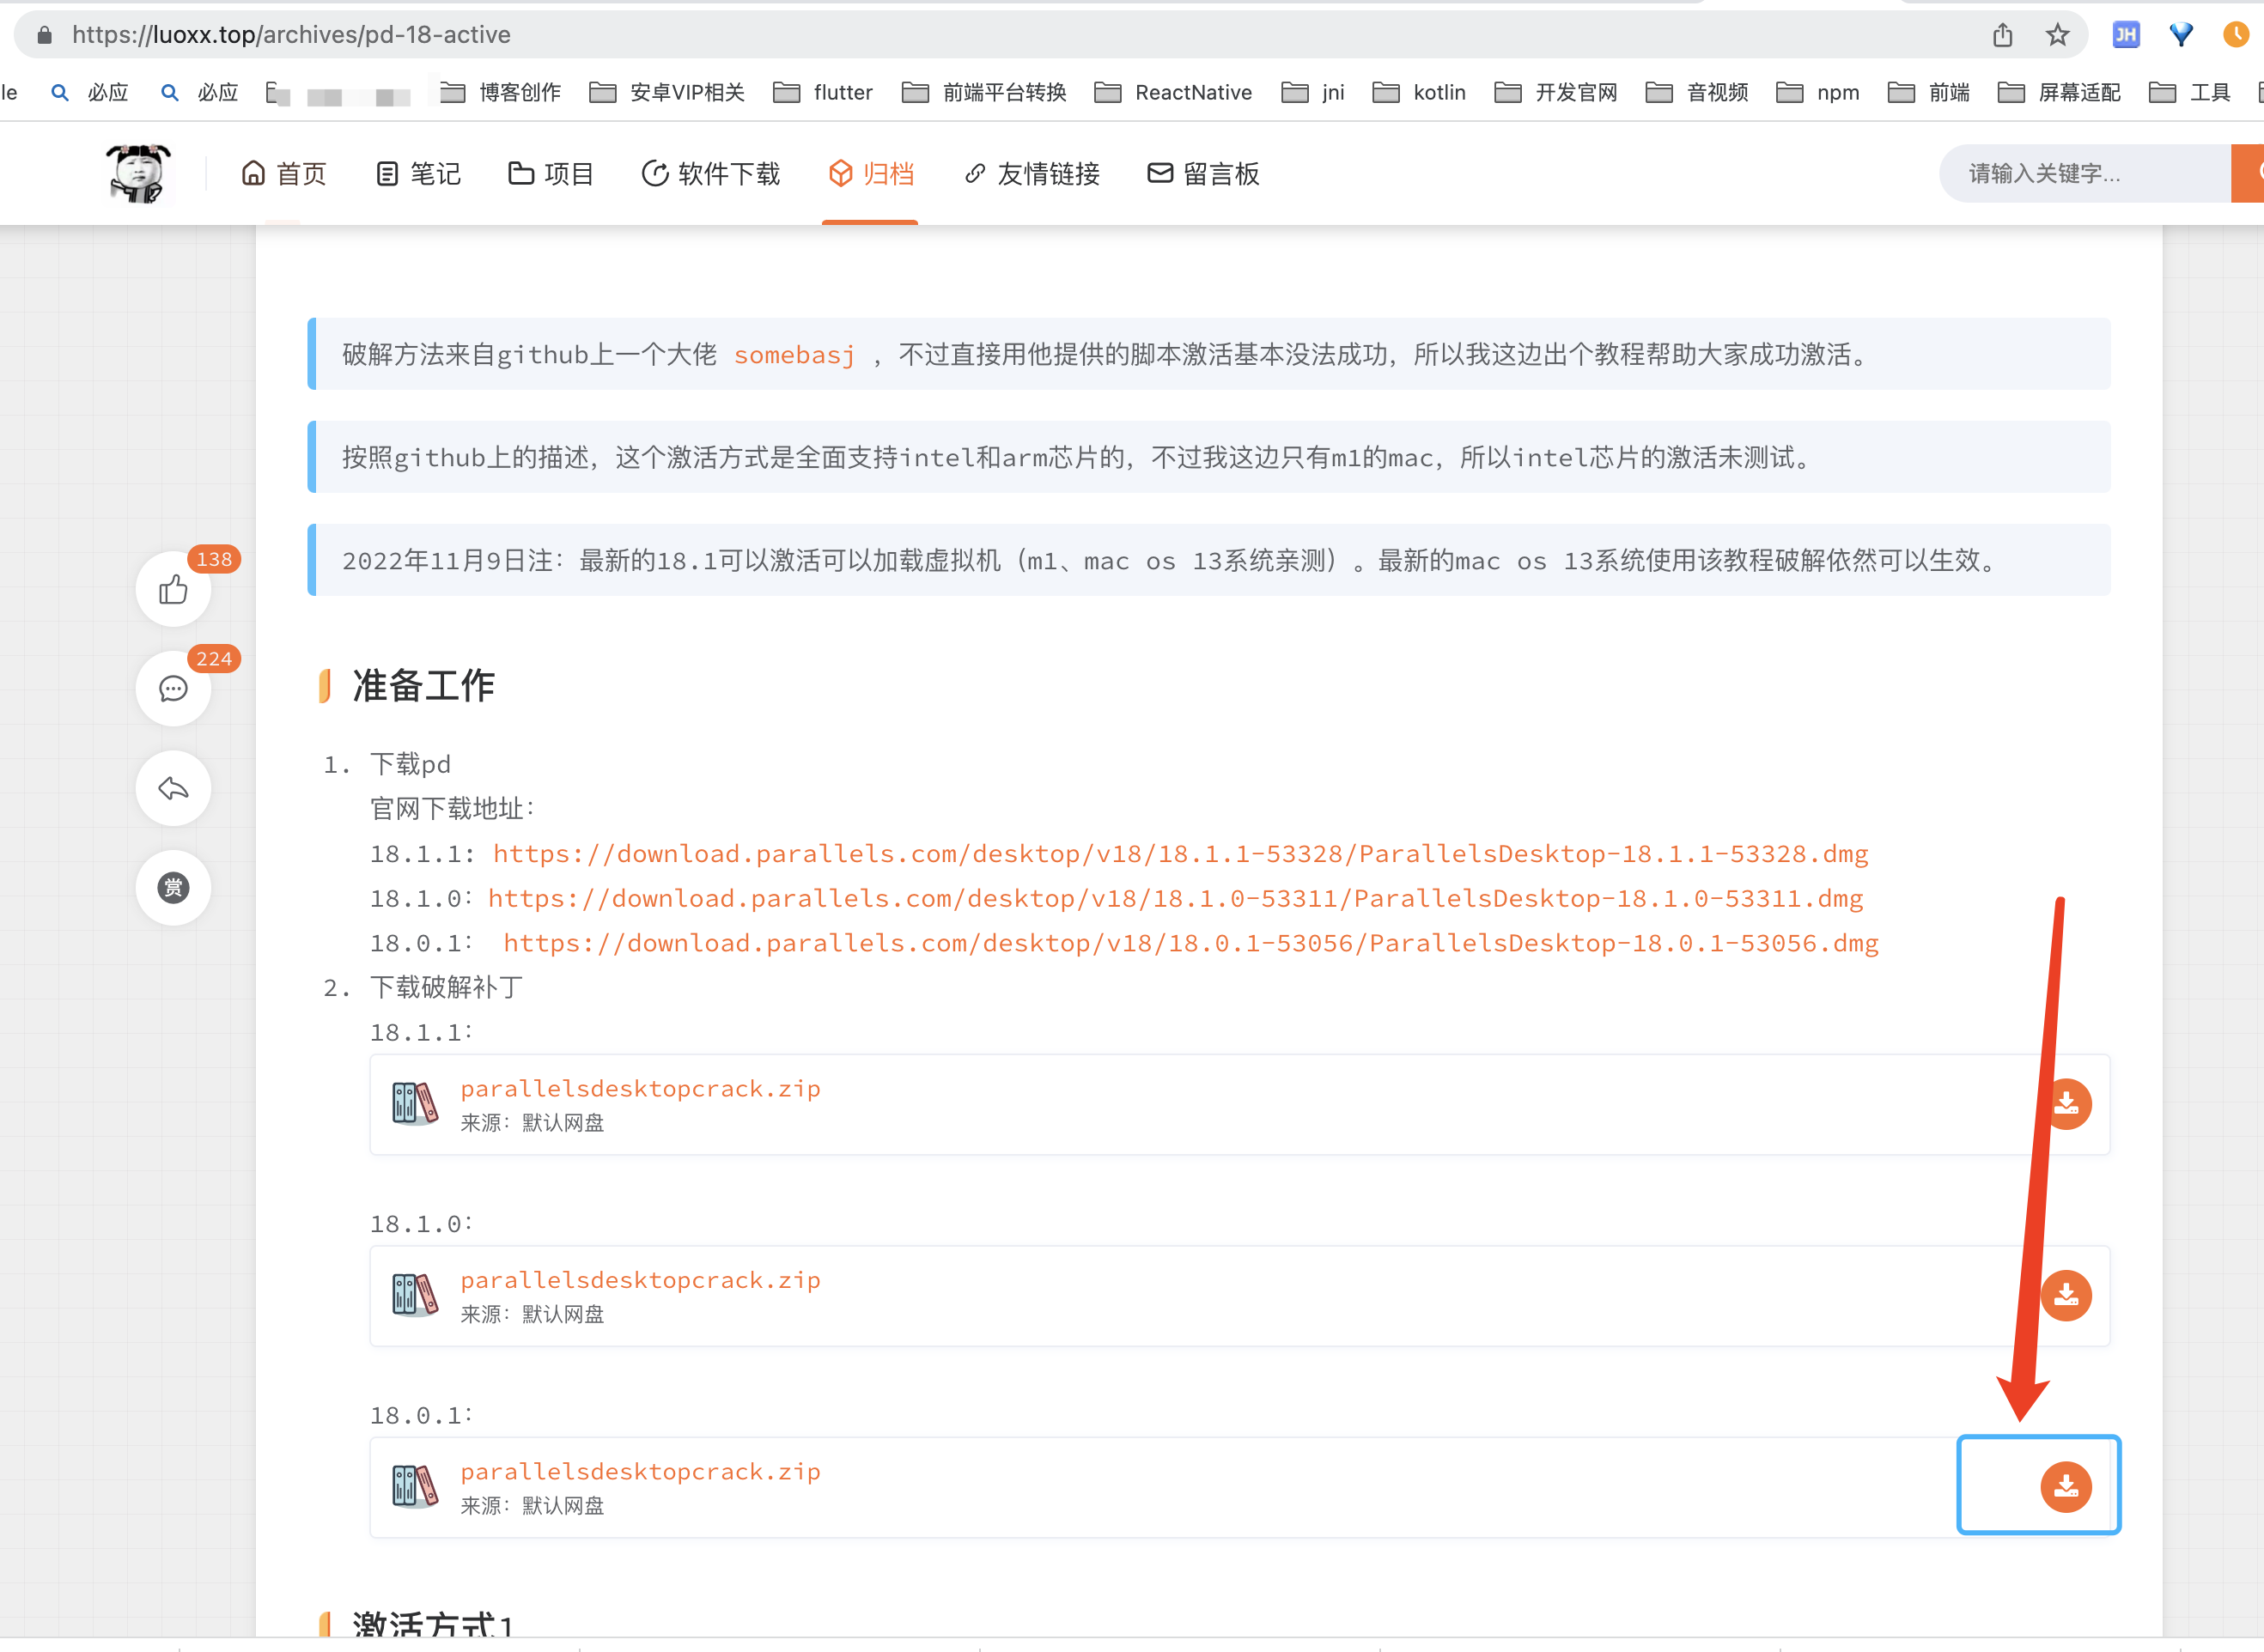 https://luoxx.top/archives/pd-18-active
JH
le 必应 必应 博客创作 安卓VIP相关 flutter 前端平台转换 ReactNative jni kotlin 开发官网 音视频 npm 前端 屏幕适配 工具
首页 笔记 项目 软件下载 归档 友情链接 留言板 请输入关键字...
破解方法来自github上一个大佬 somebasj ，不过直接用他提供的脚本激活基本没法成功，所以我这边出个教程帮助大家成功激活。
按照github上的描述，这个激活方式是全面支持intel和arm芯片的，不过我这边只有m1的mac，所以intel芯片的激活未测试。
2022年11月9日注：最新的18.1可以激活可以加载虚拟机（m1、mac os 13系统亲测）。最新的mac os 13系统使用该教程破解依然可以生效。
138
224
赏
准备工作
1. 下载pd
官网下载地址：
18.1.1: https://download.parallels.com/desktop/v18/18.1.1-53328/ParallelsDesktop-18.1.1-53328.dmg
18.1.0：https://download.parallels.com/desktop/v18/18.1.0-53311/ParallelsDesktop-18.1.0-53311.dmg
18.0.1： https://download.parallels.com/desktop/v18/18.0.1-53056/ParallelsDesktop-18.0.1-53056.dmg
2. 下载破解补丁
18.1.1：
parallelsdesktopcrack.zip
来源：默认网盘
18.1.0：
parallelsdesktopcrack.zip
来源：默认网盘
18.0.1：
parallelsdesktopcrack.zip
来源：默认网盘
激活方式1